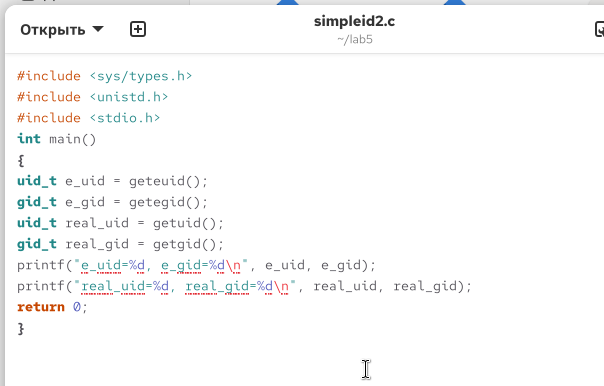 Открыть
simpleid2.c
~/lab5
#include <sys/types.h>
#include <unistd.h>
#include <stdio.h>
int main()
{
uid_t e_uid = geteuid();
gid_t e_gid = getegid();
uid_t real_uid = getuid();
gid_t real_gid = getgid();
printf("e_uid=%d, e_gid=%d\n", e_uid, e_gid);
printf("real_uid=%d, real_gid=%d\n", real_uid, real_gid);
return 0;
}